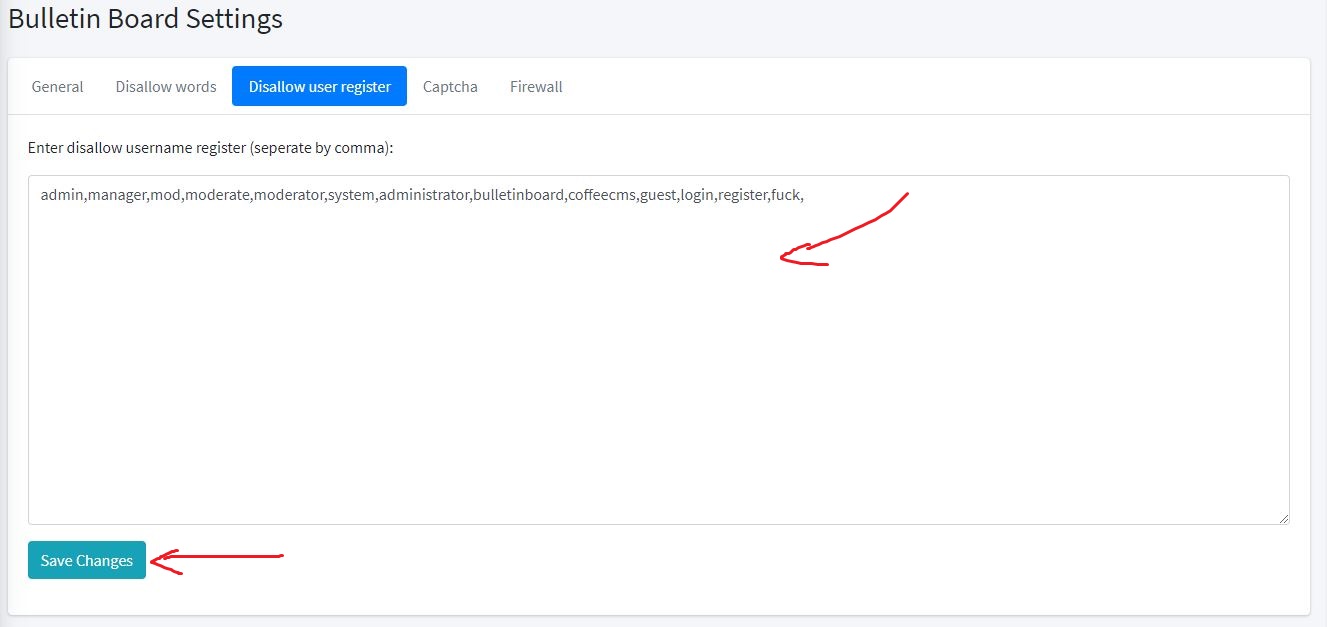 Bulletin Board Settings
General Disallow words Disallow user register Captcha Firewall
Enter disallow username register (seperate by comma):
admin,manager,mod,moderate,moderator,system,administrator,bulletinboard,coffeecms,guest,login,register,fuck,
Save Changes